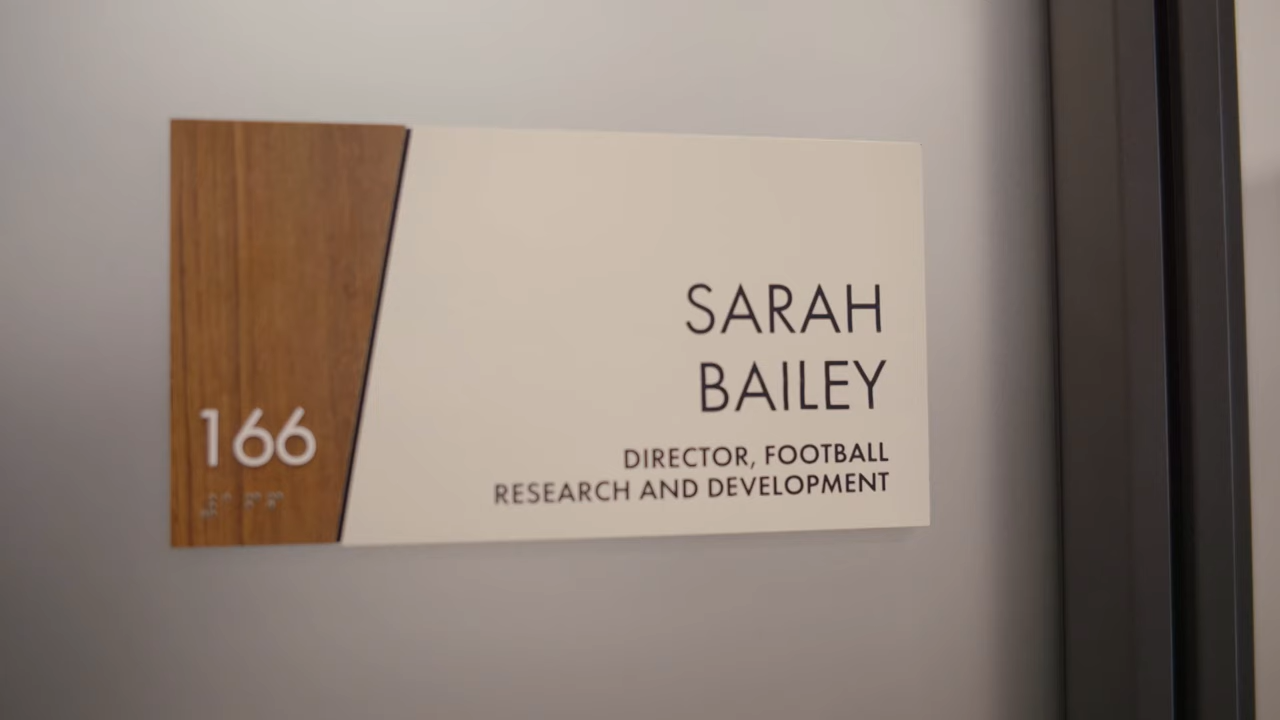 SARAH
BAILEY
DIRECTOR, FOOTBALL
RESEARCH AND DEVELOPMENT
166